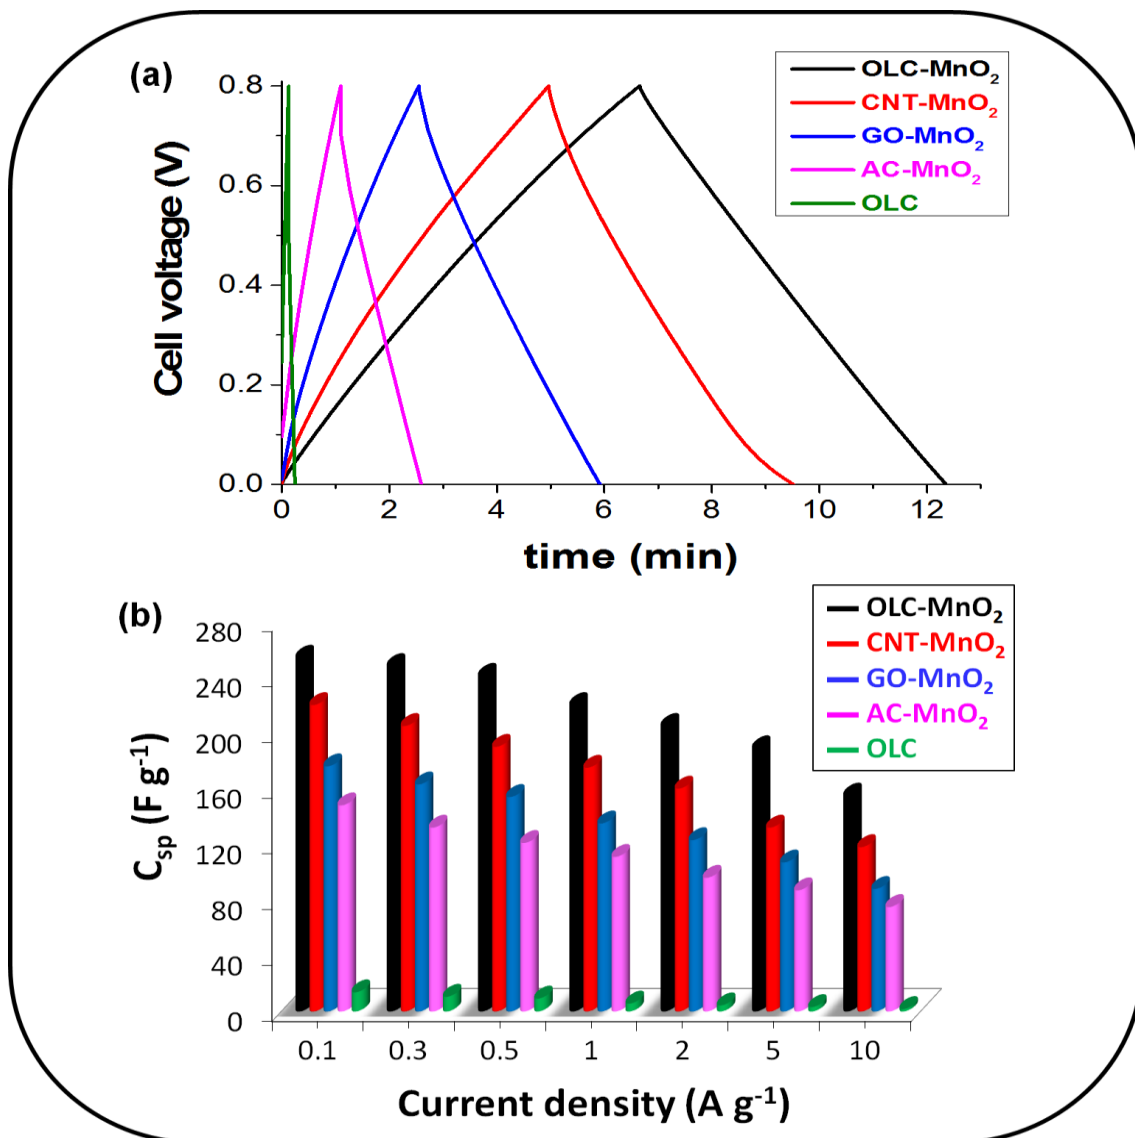 (a)
OLC-MnO₂
CNT-MnO₂
GO-MnO₂
AC-MnO₂
OLC
Cell voltage (V)
0.8
0.6
0.4
0.2
0.0
0 2 4 6 8 10 12
time (min)
(b)
OLC-MnO₂
CNT-MnO₂
GO-MnO₂
AC-MnO₂
OLC
Csp (F g⁻¹)
280
240
200
160
120
80
40
0
0.1 0.3 0.5 1 2 5 10
Current density (A g⁻¹)